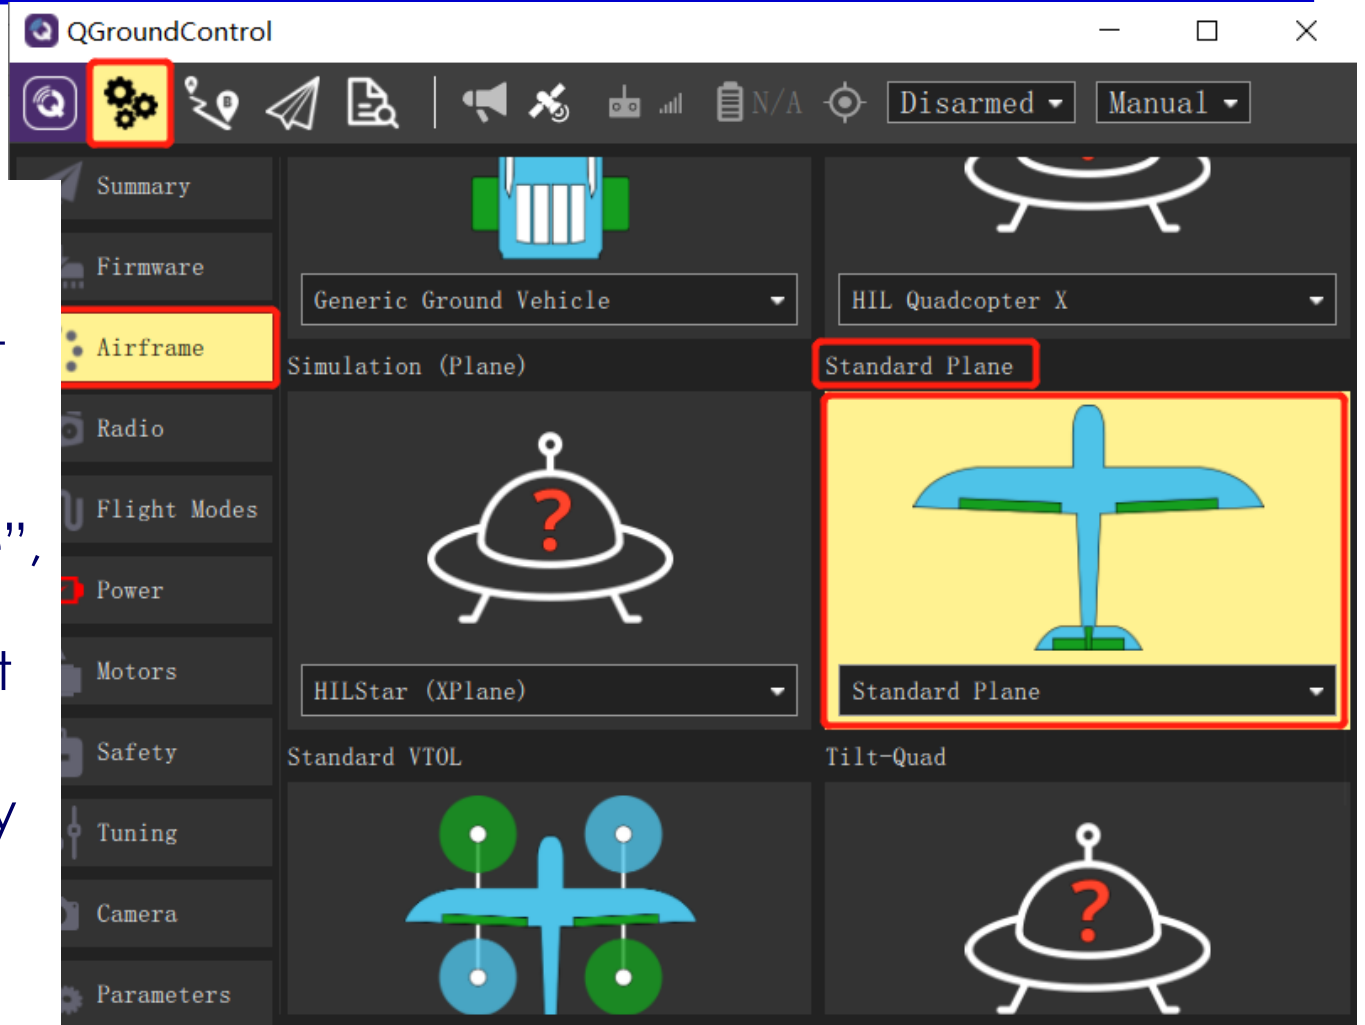 QGroundControl
N/A
Disarmed
Manual
Summary
Firmware
Airframe
Radio
Flight Modes
Power
Motors
Safety
Tuning
Camera
Parameters
Generic Ground Vehicle
HIL Quadcopter X
Simulation (Plane)
Standard Plane
?
HILStar (XPlane)
Standard Plane
Standard VTOL
Tilt-Quad
?